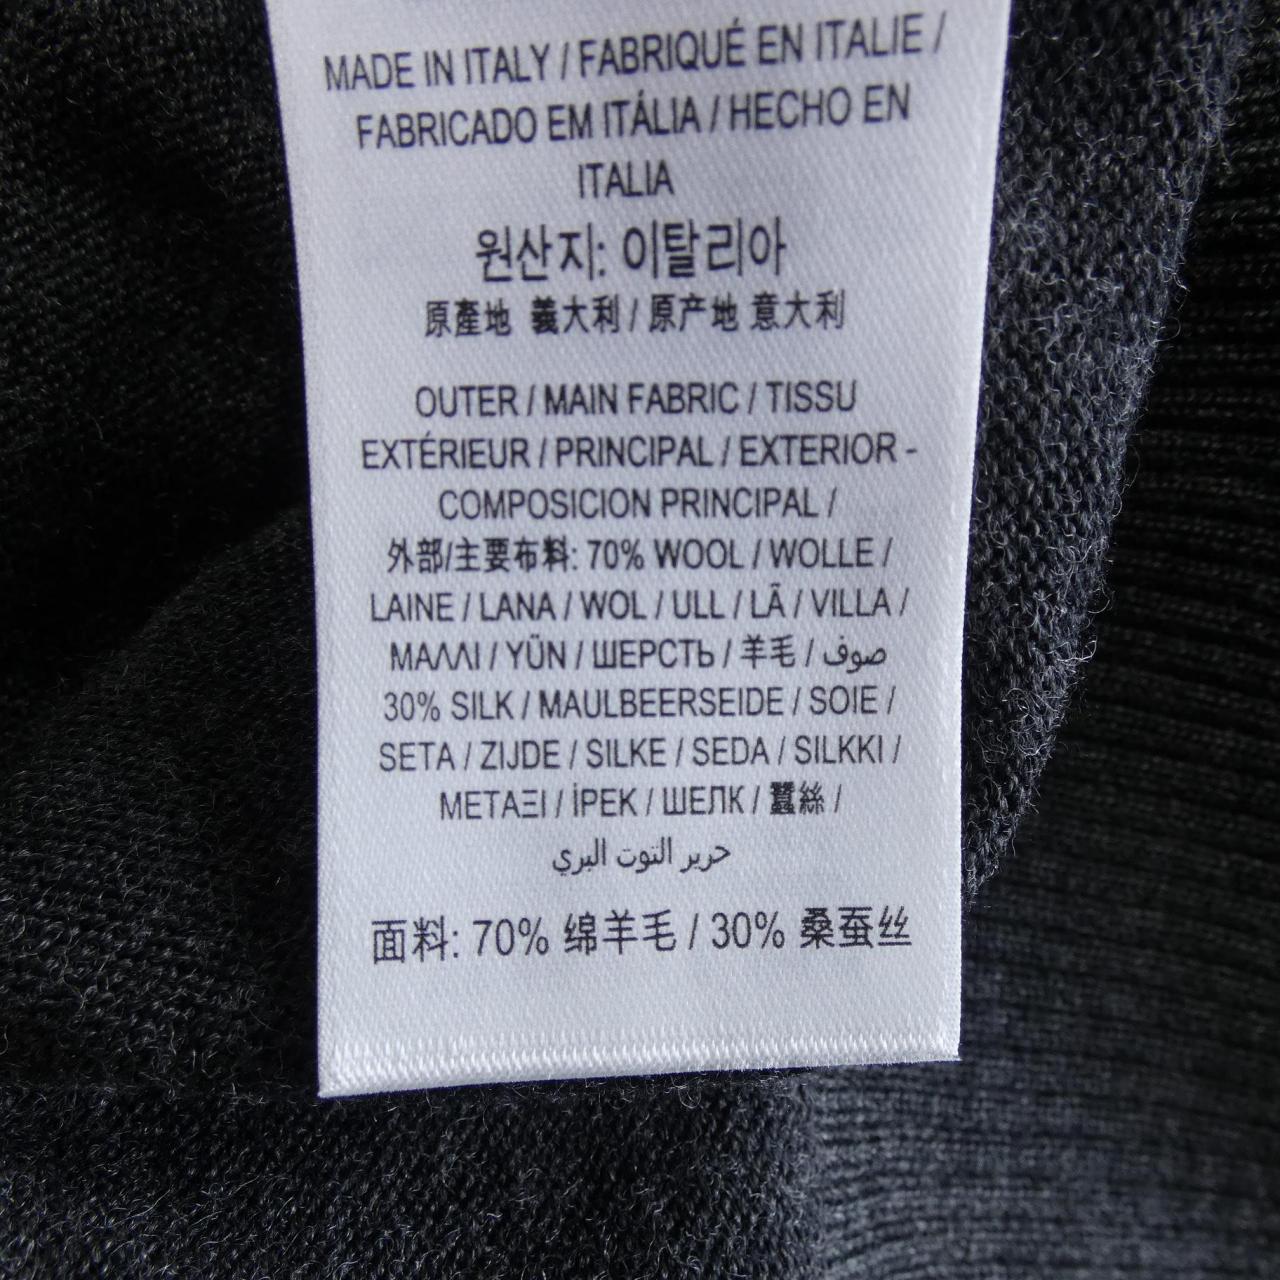 MADE IN ITALY / FABRIQUÉ EN ITALIE /
FABRICADO EM ITÁLIA / HECHO EN
ITALIA
원산지: 이탈리아
原產地 義大利 / 原产地 意大利
OUTER / MAIN FABRIC / TISSU
EXTÉRIEUR / PRINCIPAL / EXTERIOR -
COMPOSICION PRINCIPAL /
外部/主要布料: 70% WOOL / WOLLE /
LAINE / LANA / WOL / ULL / LÃ / VILLA /
ΜΑΛΛΙ / YÜN / ШЕРСТЬ / 羊毛 / صوف
30% SILK / MAULBEERSEIDE / SOIE /
SETA / ZIJDE / SILKE / SEDA / SILKKI /
ΜΕΤΑΞΙ / İPEK / ШЕЛК / 蠶絲 /
حرير التوت البري
面料: 70% 绵羊毛 / 30% 桑蚕丝